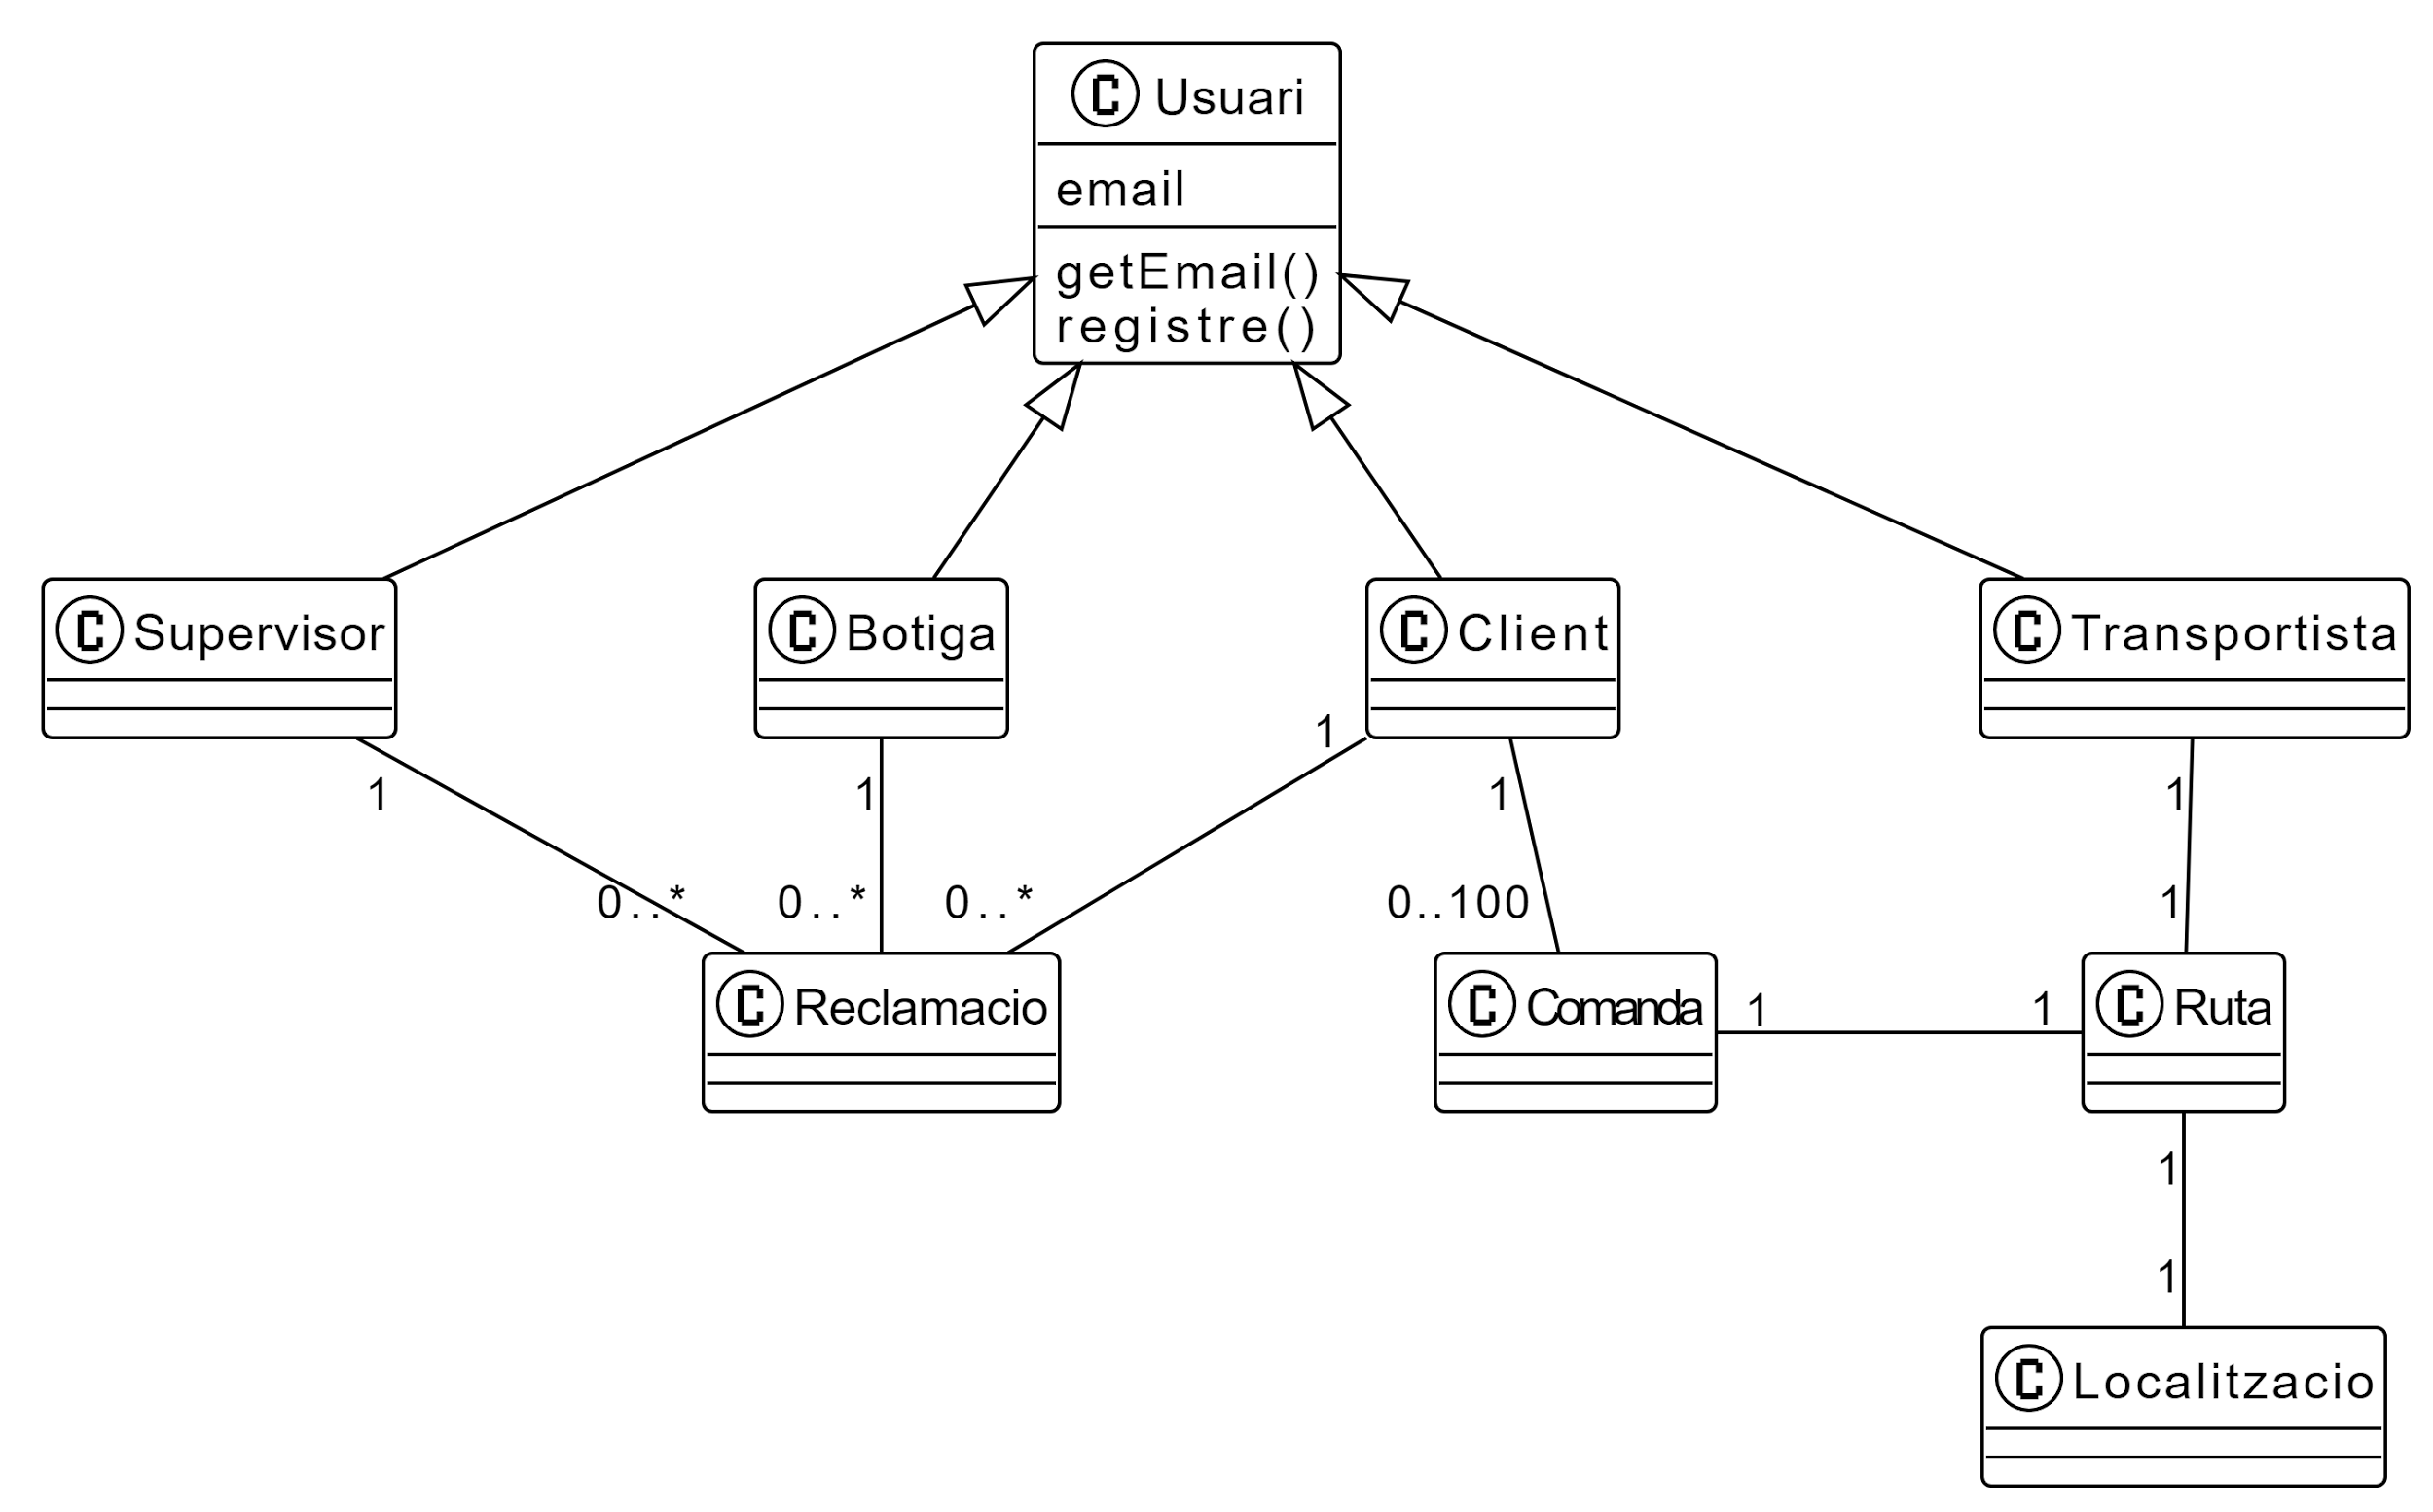 C Usuari
email
getEmail()
registre()
C Supervisor
C Botiga
C Client
C Transportista
1
1
1
1
1
0..*
0..*
0..*
0..100
1
C Reclamacio
C Comanda
1
1
C Ruta
1
1
C Localitzacio